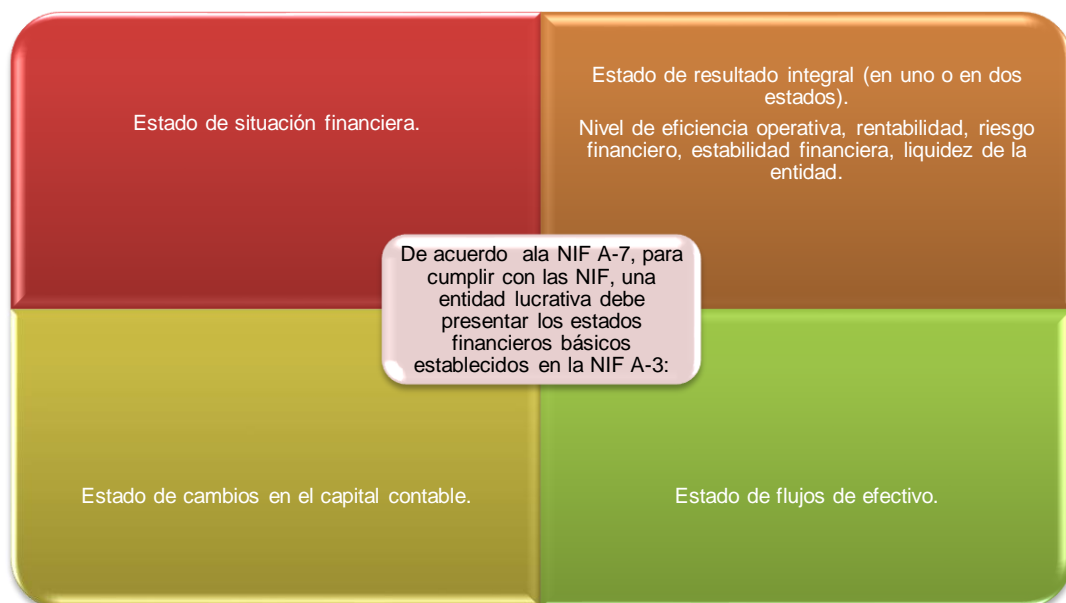 Estado de situación financiera.
Estado de resultado integral (en uno o en dos
estados).
Nivel de eficiencia operativa, rentabilidad, riesgo
financiero, estabilidad financiera, liquidez de la
entidad.
De acuerdo ala NIF A-7, para
cumplir con las NIF, una
entidad lucrativa debe
presentar los estados
financieros básicos
establecidos en la NIF A-3:
Estado de cambios en el capital contable.
Estado de flujos de efectivo.